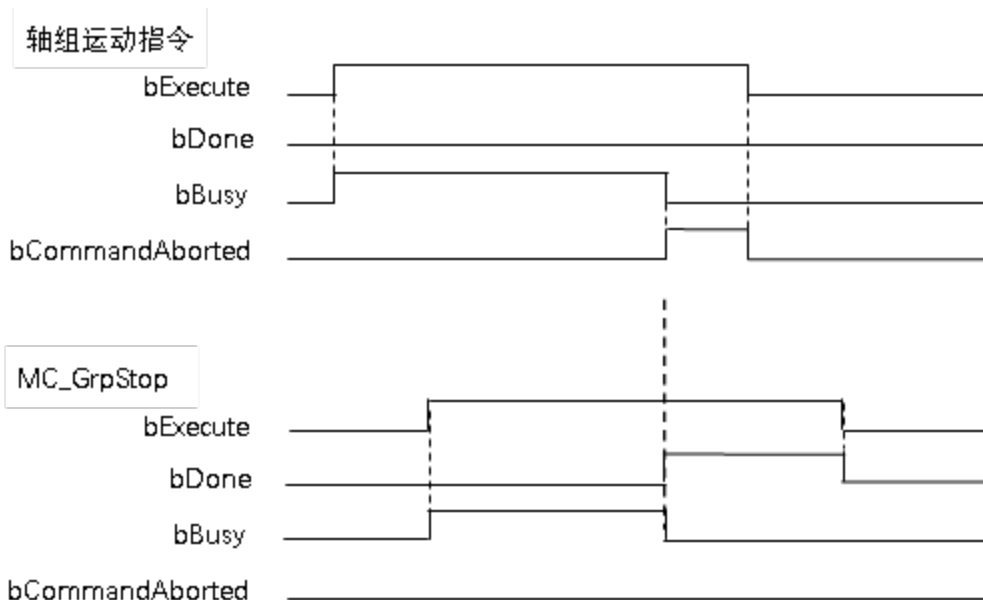 轴组运动指令
bExecute
bDone
bBusy
bCommandAborted
MC_GrpStop
bExecute
bDone
bBusy
bCommandAborted